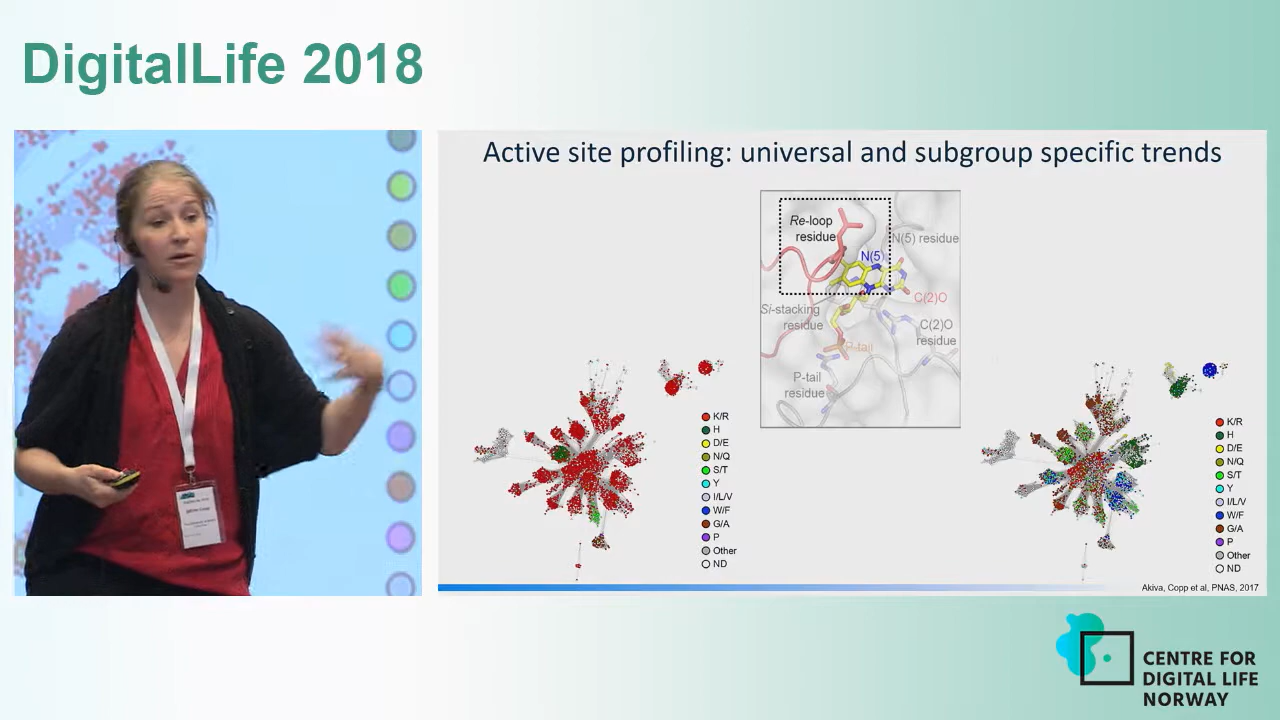 DigitalLife 2018
Active site profiling: universal and subgroup specific trends
Re-loop
residue
N(5) residue
N(5)
C(2)O
Si-stacking
residue
C(2)O
residue
P-tail
P-tail
residue
K/R
H
D/E
N/Q
S/T
Y
I/L/V
W/F
G/A
P
Other
ND
K/R
H
D/E
N/Q
S/T
Y
I/L/V
W/F
G/A
P
Other
ND
Akiva, Copp et al, PNAS, 2017
CENTRE FOR
DIGITAL LIFE
NORWAY